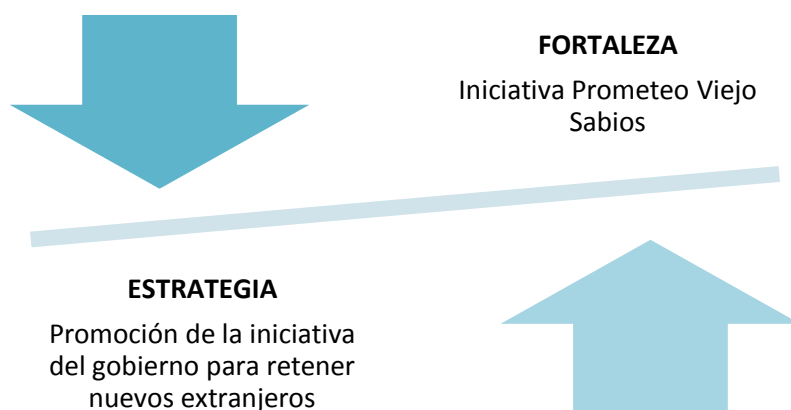 FORTALEZA
Iniciativa Prometeo Viejo
Sabios
ESTRATEGIA
Promoción de la iniciativa
del gobierno para retener
nuevos extranjeros